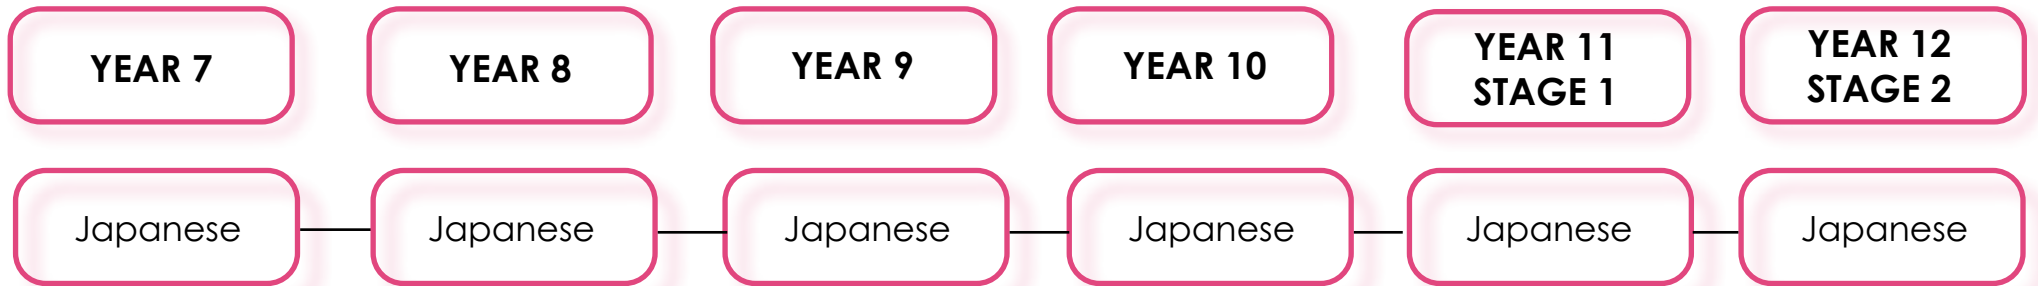 YEAR 7
YEAR 8
YEAR 9
YEAR 10
YEAR 11
STAGE 1
YEAR 12
STAGE 2
Japanese
Japanese
Japanese
Japanese
Japanese
Japanese